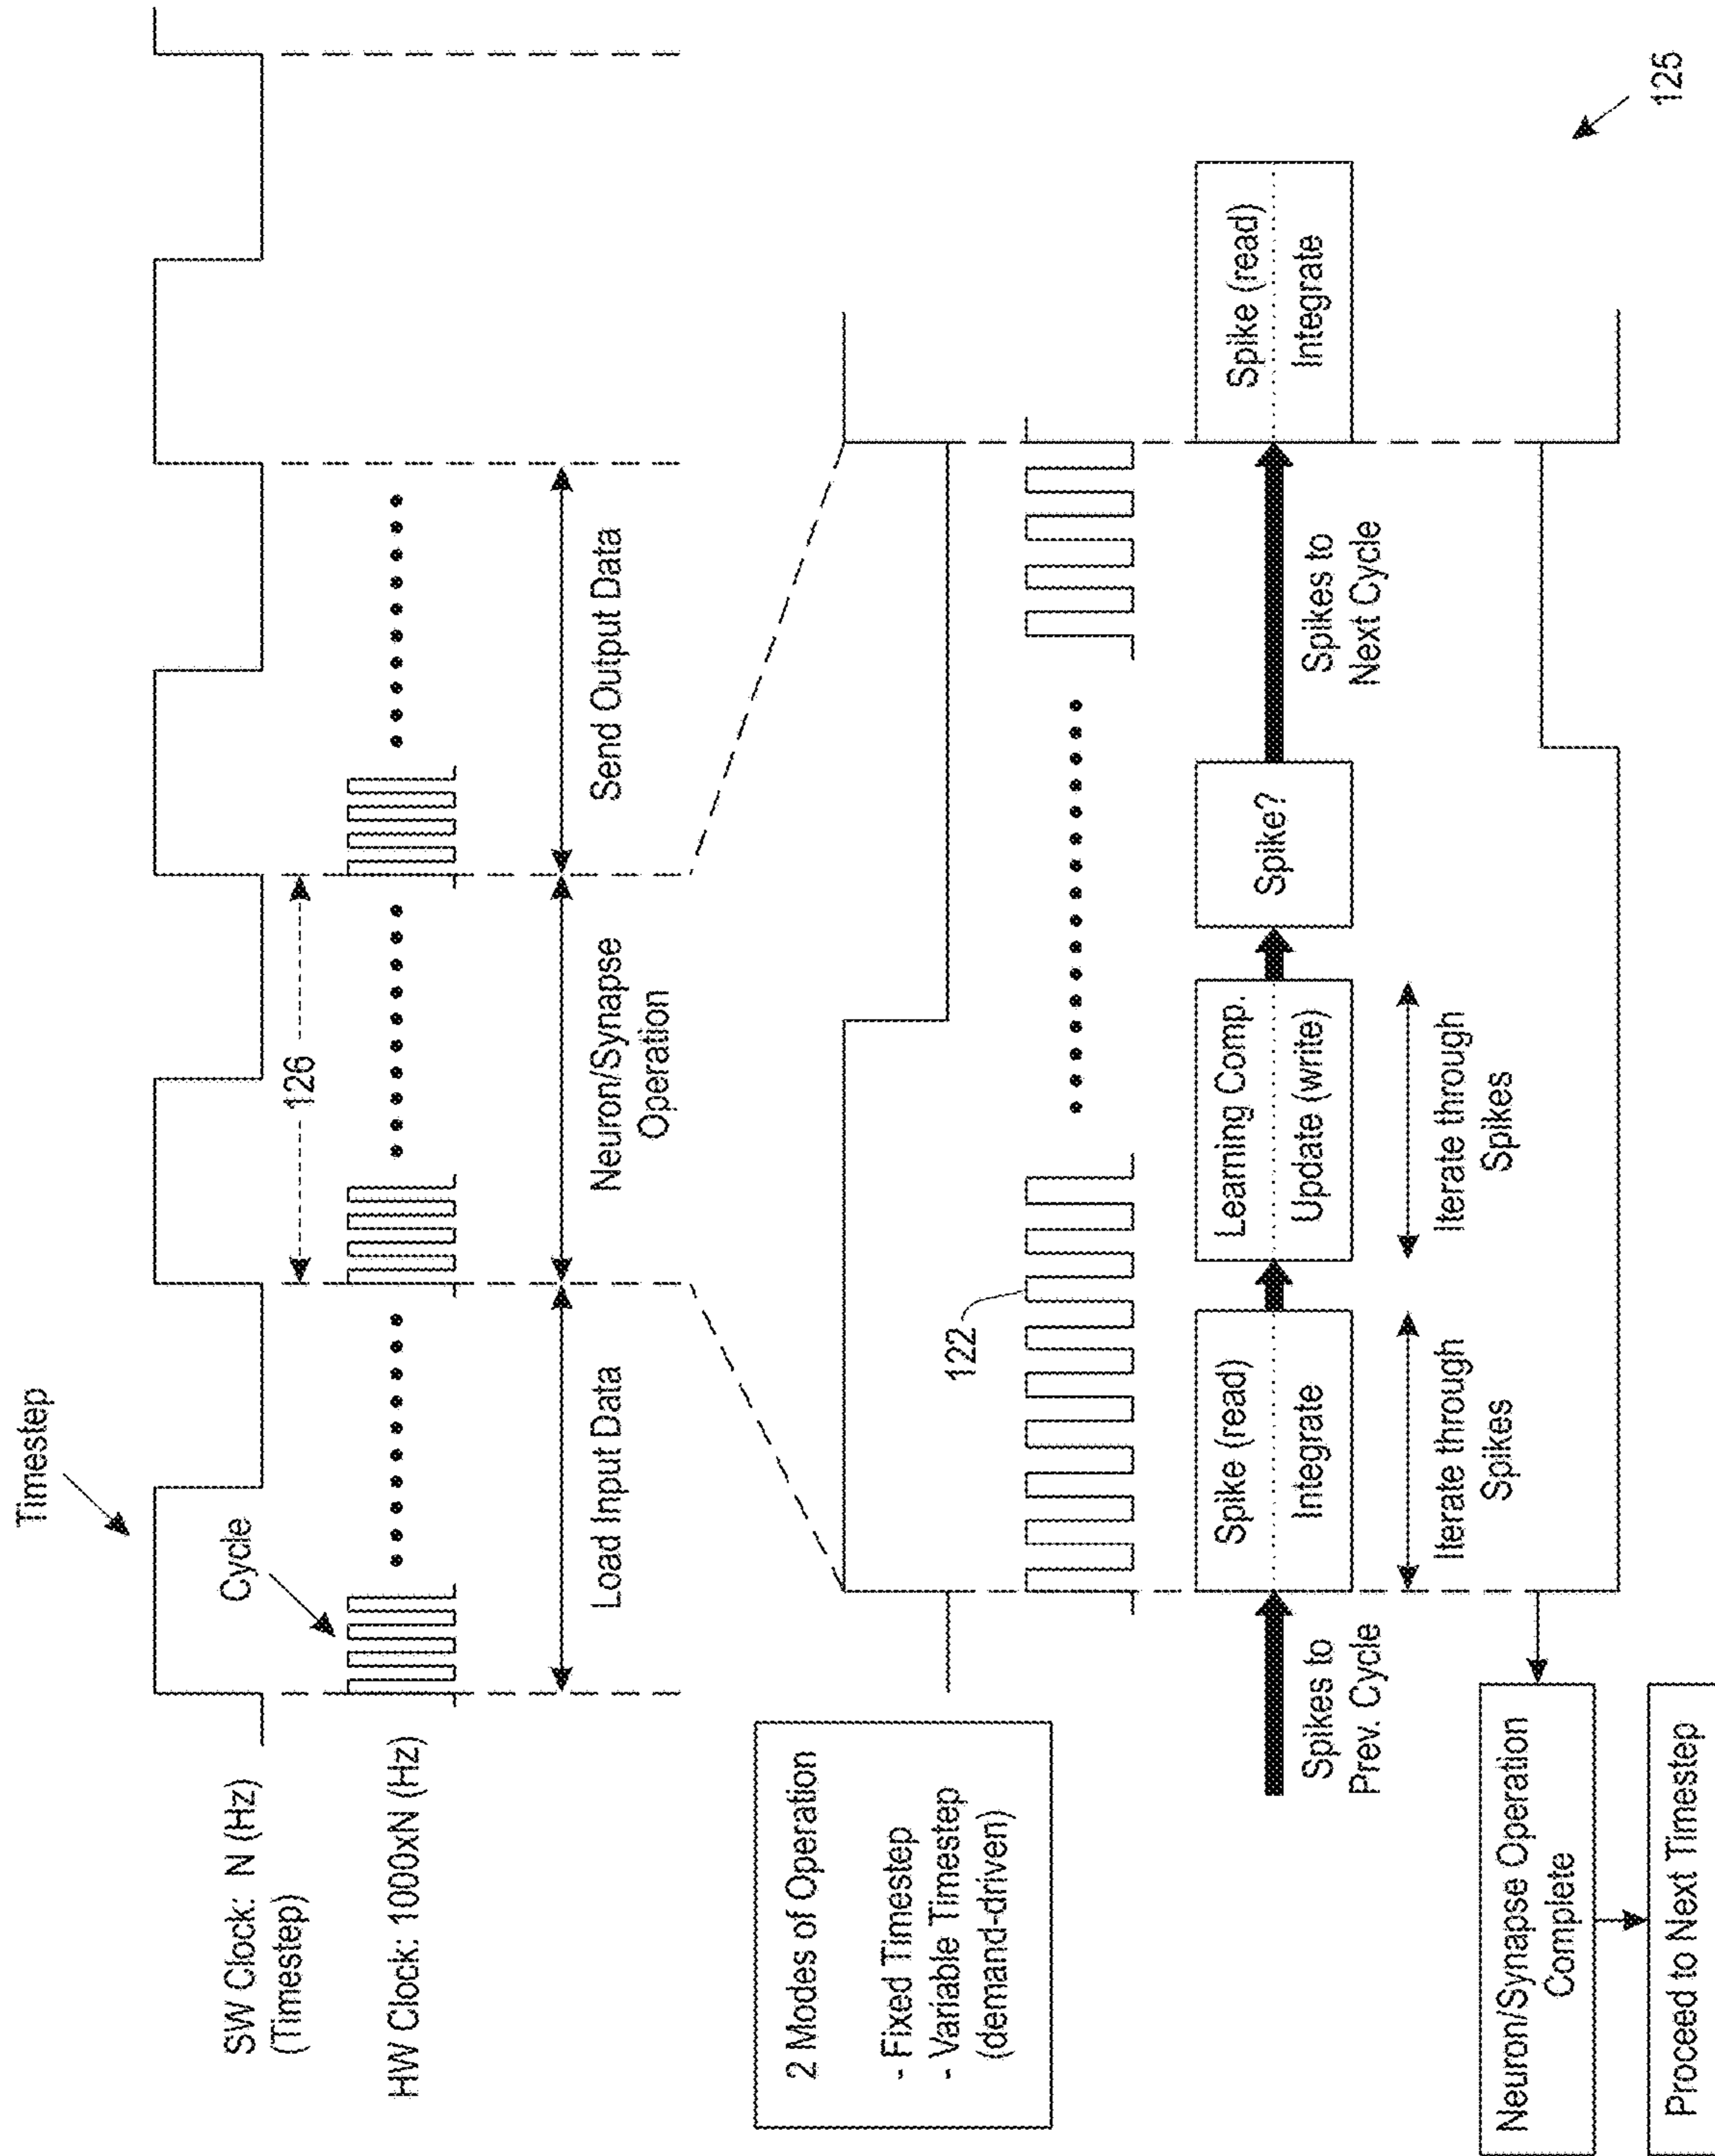 Timestep
SW Clock: N (Hz)
(Timestep)
Cycle
HW Clock: 1000xN (Hz)
126
Load Input Data
Neuron/Synapse
Operation
Send Output Data
2 Modes of Operation
- Fixed Timestep
- Variable Timestep
(demand-driven)
122
Spikes to
Prev. Cycle
Spike (read)
Integrate
Learning Comp.
Update (write)
Spike?
Spikes to
Next Cycle
Spike (read)
Integrate
Iterate through
Spikes
Iterate through
Spikes
Neuron/Synapse Operation
Complete
Proceed to Next Timestep
125